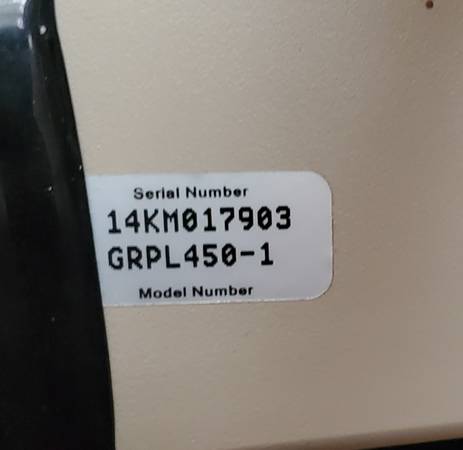 Serial Number
14KM017903
GRPL450-1
Model Number